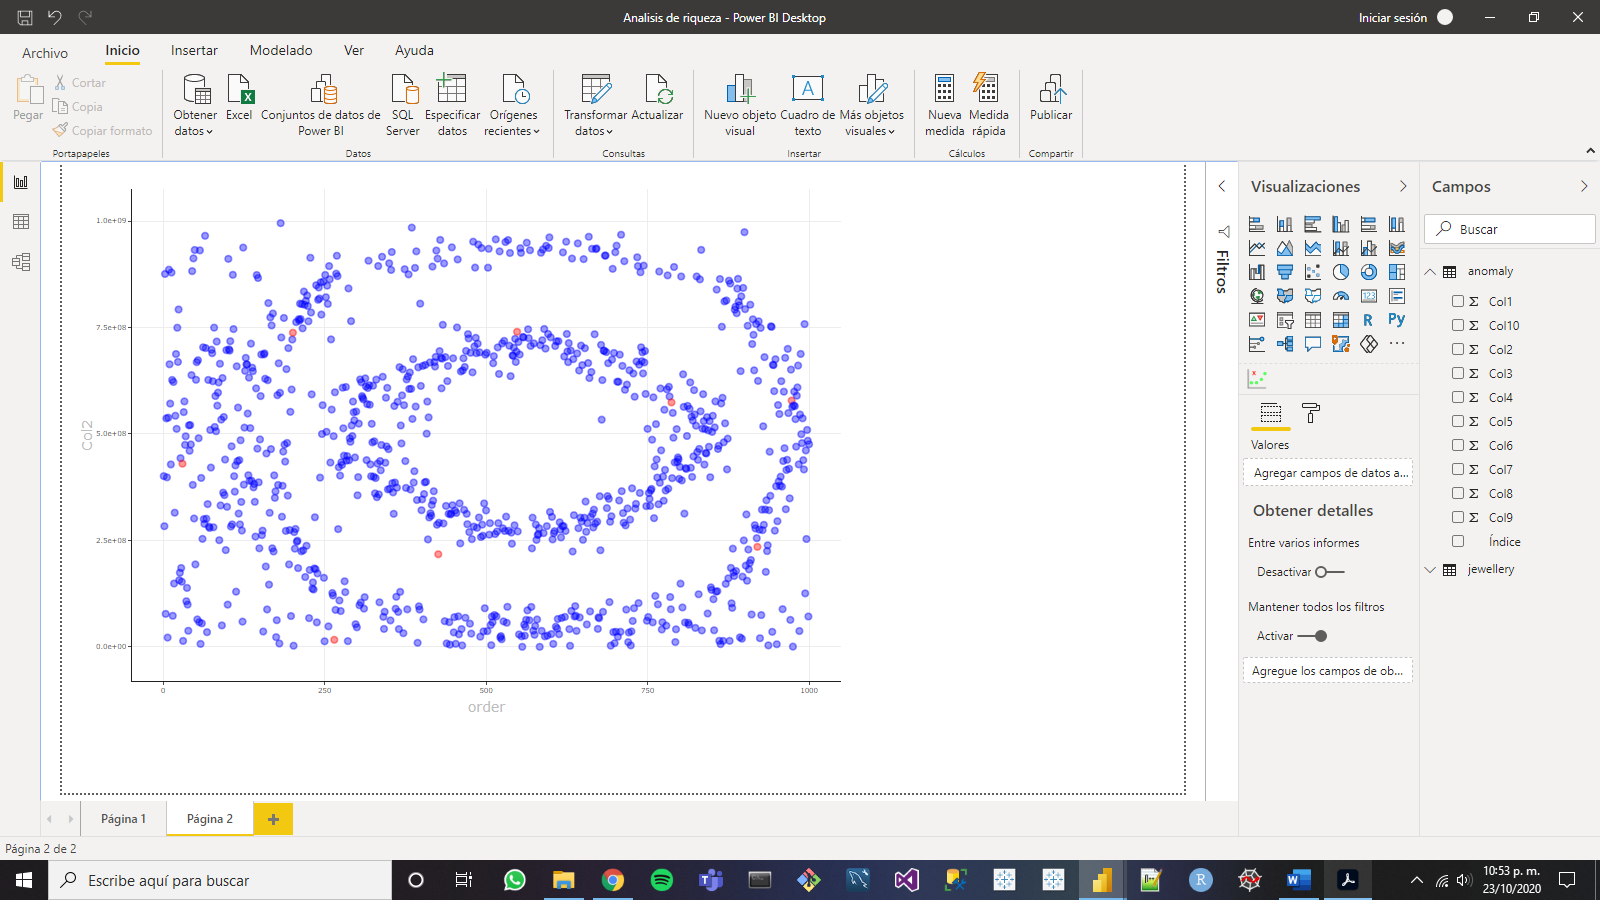 Analisis de riqueza - Power BI Desktop
Iniciar sesión
Archivo
Inicio
Insertar
Modelado
Ver
Ayuda
Pegar
Cortar
Copia
Copiar formato
Portapapeles
Obtener datos
Excel
Conjuntos de datos de Power BI
SQL Server
Especificar datos
Orígenes recientes
Datos
Transformar datos
Actualizar
Consultas
Nuevo objeto visual
Cuadro de texto
Más objetos visuales
Insertar
Nueva medida
Medida rápida
Cálculos
Publicar
Compartir
1.0e+09
7.5e+08
5.0e+08
2.5e+08
0.0e+00
Col2
0
250
500
750
1000
order
Filtros
Visualizaciones
123
R
Py
Valores
Agregar campos de datos a...
Obtener detalles
Entre varios informes
Desactivar
Mantener todos los filtros
Activar
Agregue los campos de ob...
Campos
Buscar
anomaly
Σ Col1
Σ Col10
Σ Col2
Σ Col3
Σ Col4
Σ Col5
Σ Col6
Σ Col7
Σ Col8
Σ Col9
Índice
jewellery
Página 1
Página 2
Página 2 de 2
Escribe aquí para buscar
10:53 p. m.
23/10/2020